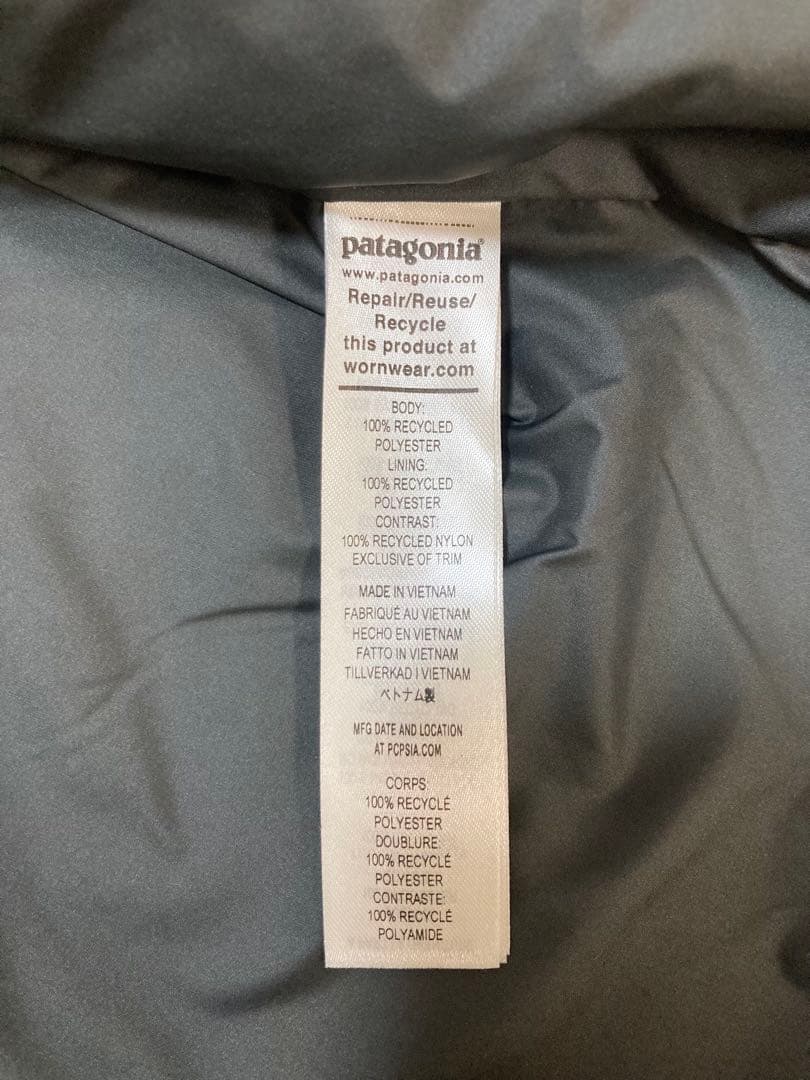 patagonia®
www.patagonia.com
Repair/Reuse/
Recycle
this product at
wornwear.com
BODY:
100% RECYCLED
POLYESTER
LINING:
100% RECYCLED
POLYESTER
CONTRAST:
100% RECYCLED NYLON
EXCLUSIVE OF TRIM
MADE IN VIETNAM
FABRIQUÉ AU VIETNAM
HECHO EN VIETNAM
FATTO IN VIETNAM
TILLVERKAD I VIETNAM
ベトナム製
MFG DATE AND LOCATION
AT PCPSIA.COM
CORPS:
100% RECYCLÉ
POLYESTER
DOUBLURE:
100% RECYCLÉ
POLYESTER
CONTRASTE:
100% RECYCLÉ
POLYAMIDE